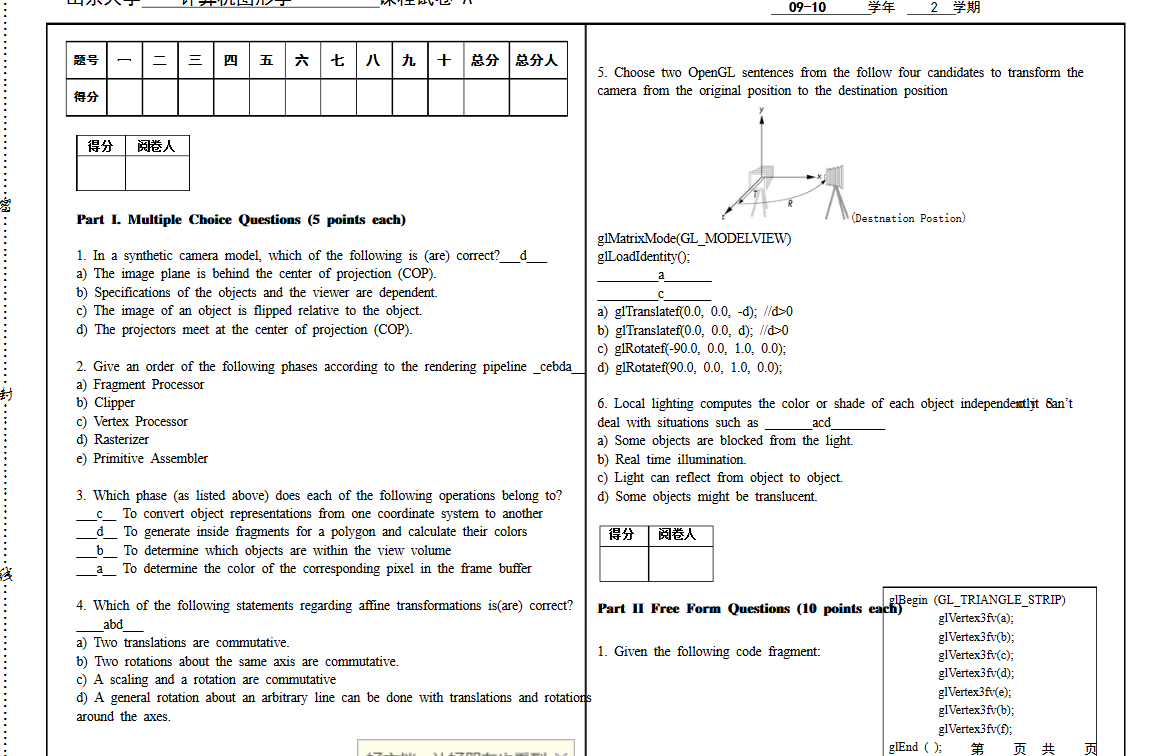 山东大学 计算机图形学 课程试卷 A
09-10 学年 2 学期
密
封
线
题号 一 二 三 四 五 六 七 八 九 十 总分 总分人
得分
得分 阅卷人
Part I. Multiple Choice Questions (5 points each)
1. In a synthetic camera model, which of the following is (are) correct?___d___
a) The image plane is behind the center of projection (COP).
b) Specifications of the objects and the viewer are dependent.
c) The image of an object is flipped relative to the object.
d) The projectors meet at the center of projection (COP).
2. Give an order of the following phases according to the rendering pipeline _cebda__
a) Fragment Processor
b) Clipper
c) Vertex Processor
d) Rasterizer
e) Primitive Assembler
3. Which phase (as listed above) does each of the following operations belong to?
___c__ To convert object representations from one coordinate system to another
___d__ To generate inside fragments for a polygon and calculate their colors
___b__ To determine which objects are within the view volume
___a__ To determine the color of the corresponding pixel in the frame buffer
4. Which of the following statements regarding affine transformations is(are) correct?
____abd___
a) Two translations are commutative.
b) Two rotations about the same axis are commutative.
c) A scaling and a rotation are commutative
d) A general rotation about an arbitrary line can be done with translations and rotations
around the axes.
5. Choose two OpenGL sentences from the follow four candidates to transform the
camera from the original position to the destination position
y
x
T
R
z
(Destnation Postion)
glMatrixMode(GL_MODELVIEW)
glLoadIdentity();
_________a_______
_________c_______
a) glTranslatef(0.0, 0.0, -d); //d>0
b) glTranslatef(0.0, 0.0, d); //d>0
c) glRotatef(-90.0, 0.0, 1.0, 0.0);
d) glRotatef(90.0, 0.0, 1.0, 0.0);
6. Local lighting computes the color or shade of each object independently. It can't
deal with situations such as _______acd________
a) Some objects are blocked from the light.
b) Real time illumination.
c) Light can reflect from object to object.
d) Some objects might be translucent.
得分 阅卷人
Part II Free Form Questions (10 points each)
1. Given the following code fragment:
glBegin (GL_TRIANGLE_STRIP)
glVertex3fv(a);
glVertex3fv(b);
glVertex3fv(c);
glVertex3fv(d);
glVertex3fv(e);
glVertex3fv(b);
glVertex3fv(f);
glEnd ( );
第 页 共 页